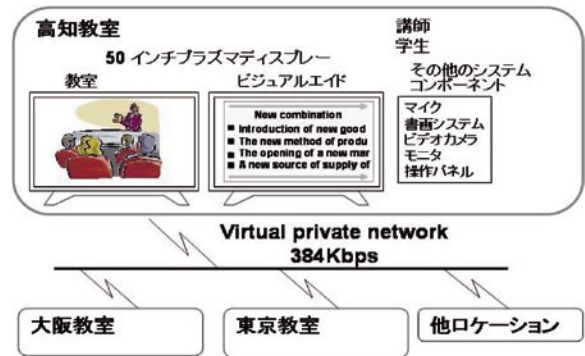 高知教室
講師
学生
50 インチプラズマディスプレー
教室
ビジュアルエイド
その他のシステム
コンポーネント
New combination
■ Introduction of new good
■ The new method of produ
■ The opening of a new mar
■ A new source of supply of
マイク
書画システム
ビデオカメラ
モニタ
操作パネル
Virtual private network
384Kbps
大阪教室
東京教室
他ロケーション